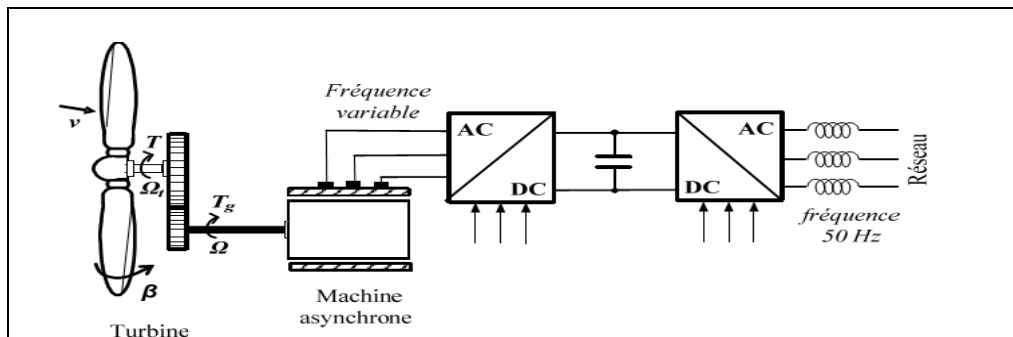 Fréquence
variable
AC
DC
AC
DC
Réseau
fréquence
50 Hz
v
T
Ωt
Tg
Ω
β
Machine
asynchrone
Turbine